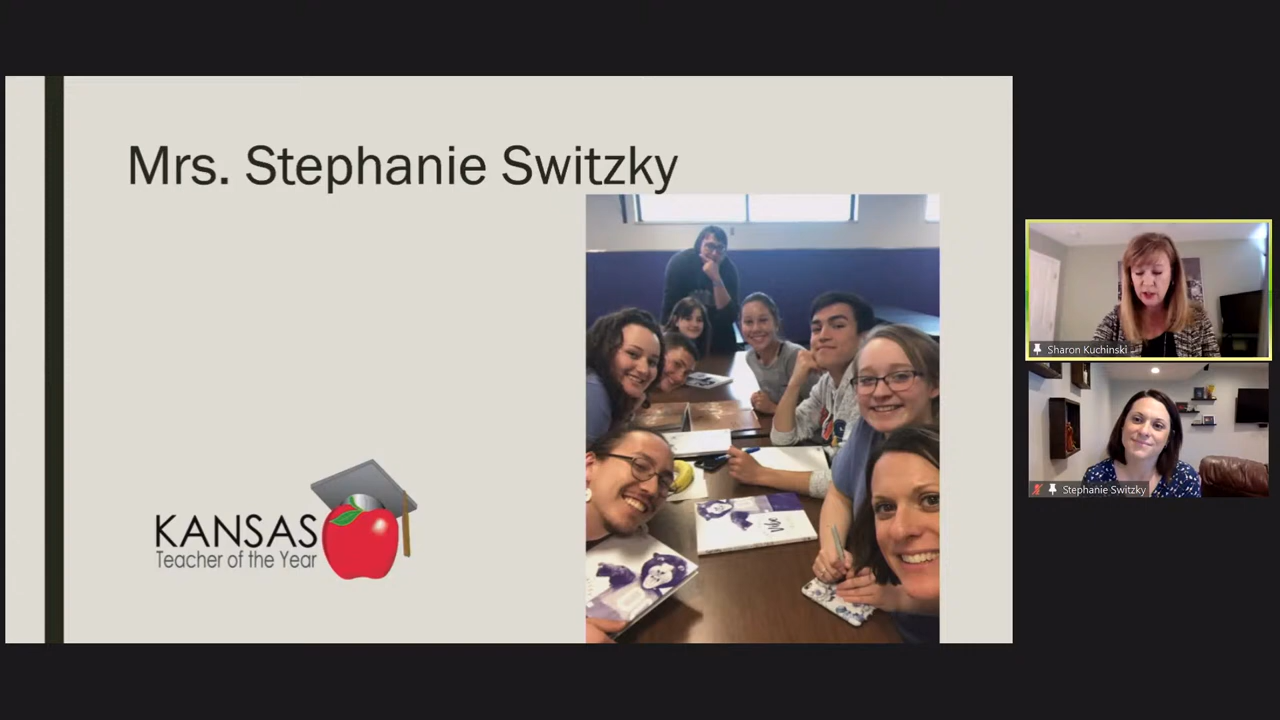 Mrs. Stephanie Switzky
KANSAS
Teacher of the Year
Sharon Kuchinski
Stephanie Switzky